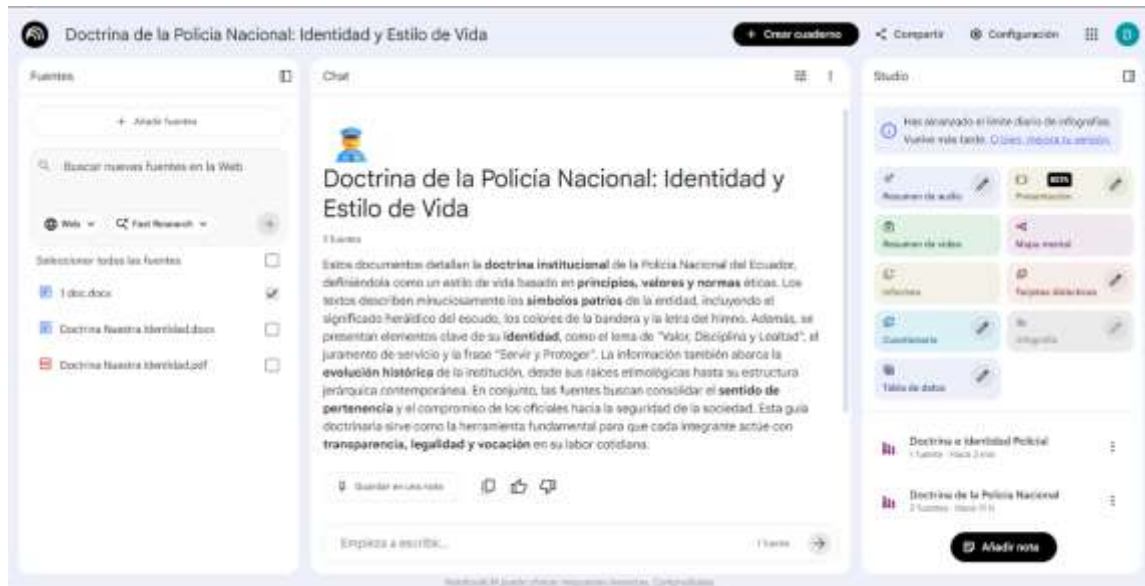 Doctrina de la Policía Nacional: Identidad y Estilo de Vida
+ Crear cuaderno
Compartir
Configuración
Fuentes
+ Añadir fuentes
Buscar nuevas fuentes en la Web
Web
Fast Research
Seleccionar todas las fuentes
1 doc.docx
Doctrina Nuestra Identidad.docx
Doctrina Nuestra Identidad.pdf
Chat
Doctrina de la Policía Nacional: Identidad y
Estilo de Vida
1 fuente
Estos documentos detallan la doctrina institucional de la Policía Nacional del Ecuador,
definiéndola como un estilo de vida basado en principios, valores y normas éticas. Los
textos describen minuciosamente los símbolos patrios de la entidad, incluyendo el
significado heráldico del escudo, los colores de la bandera y la letra del himno. Además, se
presentan elementos clave de su identidad, como el lema de "Valor, Disciplina y Lealtad", el
juramento de servicio y la frase "Servir y Proteger". La información también abarca la
evolución histórica de la institución, desde sus raíces etimológicas hasta su estructura
jerárquica contemporánea. En conjunto, las fuentes buscan consolidar el sentido de
pertenencia y el compromiso de los oficiales hacia la seguridad de la sociedad. Esta guía
doctrinaria sirve como la herramienta fundamental para que cada integrante actúe con
transparencia, legalidad y vocación en su labor cotidiana.
Guardar en una nota
Empieza a escribir...
1 fuente
Studio
Has alcanzado el límite diario de infografías.
Vuelve más tarde. O bien, mejora tu versión.
Resumen de audio
BETA
Presentación
Resumen de vídeo
Mapa mental
Informes
Tarjetas didácticas
Cuestionario
Infografía
Tabla de datos
Doctrina e Identidad Policial
1 fuente · Hace 3 min
Doctrina de la Policía Nacional
Añadir nota